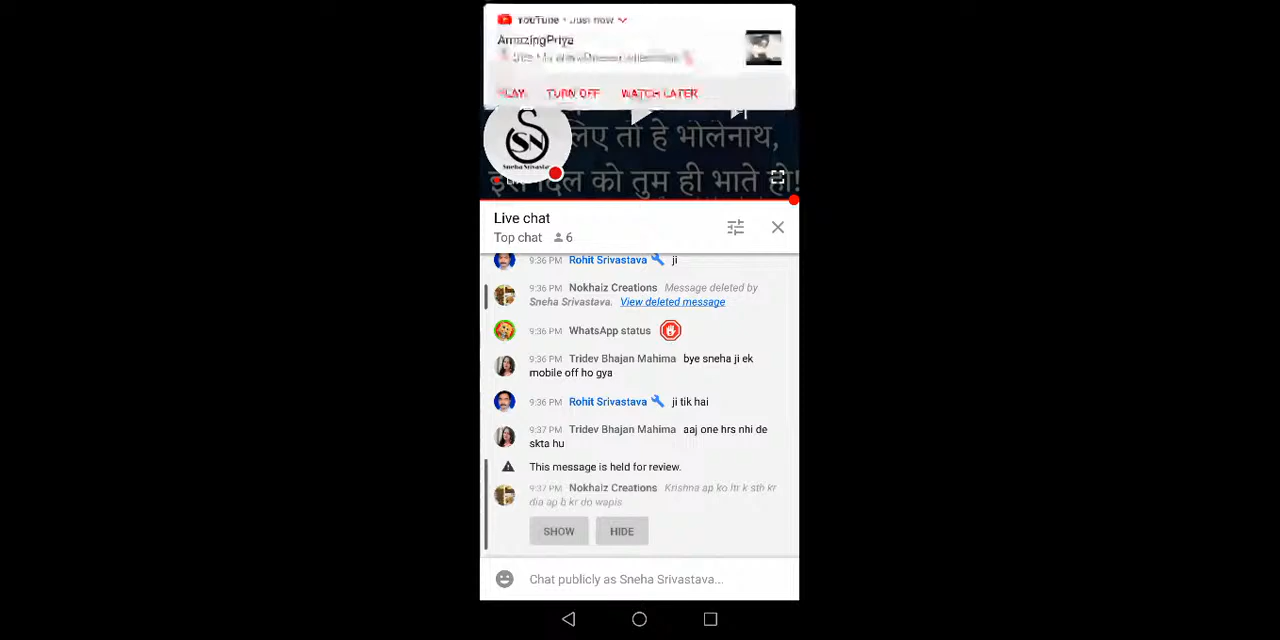 YouTube • Just now
AmazingPriya
PLAY TURN OFF WATCH LATER
SN
Sneha Srivastava
लिए तो हे भोलेनाथ,
दिल को तुम ही भाते हो!
Live chat
Top chat 6
9:36 PM Rohit Srivastava ji
9:36 PM Nokhaiz Creations Message deleted by
Sneha Srivastava. View deleted message
9:36 PM WhatsApp status
9:36 PM Tridev Bhajan Mahima bye sneha ji ek
mobile off ho gya
9:36 PM Rohit Srivastava ji tik hai
9:37 PM Tridev Bhajan Mahima aaj one hrs nhi de
skta hu
This message is held for review.
9:37 PM Nokhaiz Creations Krishna ap ko ltr k sth kr
dia ap b kr do wapis
SHOW HIDE
Chat publicly as Sneha Srivastava...